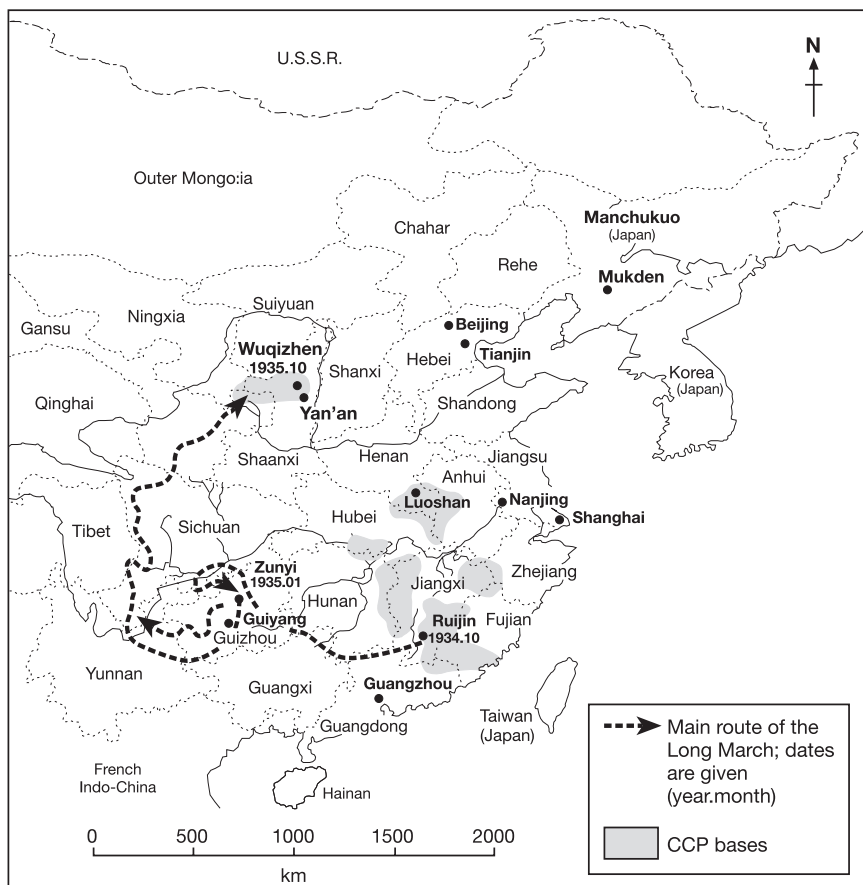 U.S.S.R.
N
Outer Mongo:ia
Chahar
Manchukuo
(Japan)
Rehe
Mukden
Suiyuan
Ningxia
Gansu
Beijing
Wuqizhen
1935.10
Shanxi
Hebei
Tianjin
Korea
(Japan)
Qinghai
Yan'an
Shandong
Shaanxi
Henan
Jiangsu
Anhui
Luoshan
Nanjing
Shanghai
Hubei
Tibet
Sichuan
Zunyi
1935.01
Jiangxi
Zhejiang
Hunan
Guiyang
Guizhou
Ruijin
1934.10
Fujian
Yunnan
Guangxi
Guangzhou
Guangdong
Taiwan
(Japan)
French
Indo-China
Hainan
Main route of the
Long March; dates
are given
(year.month)
CCP bases
0 500 1000 1500 2000
km